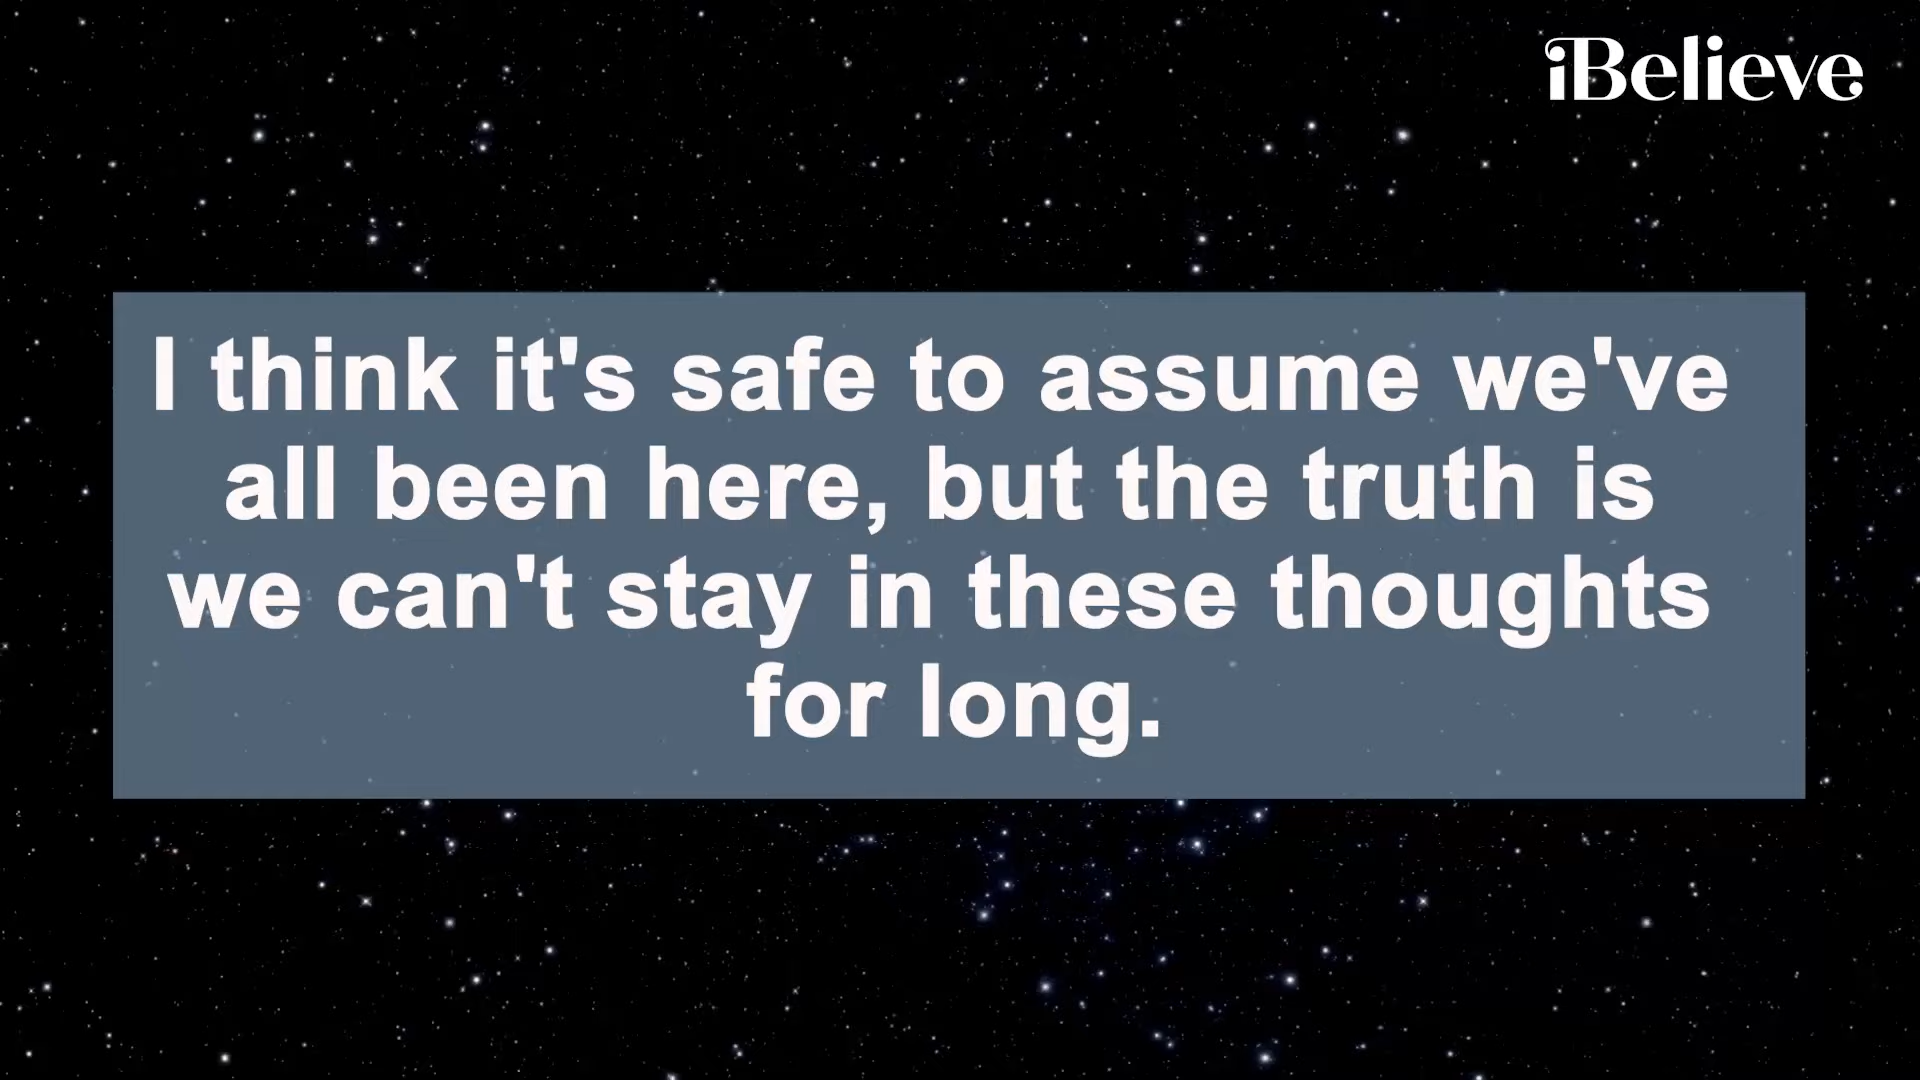 iBelieve
I think it's safe to assume we've
all been here, but the truth is
we can't stay in these thoughts
for long.